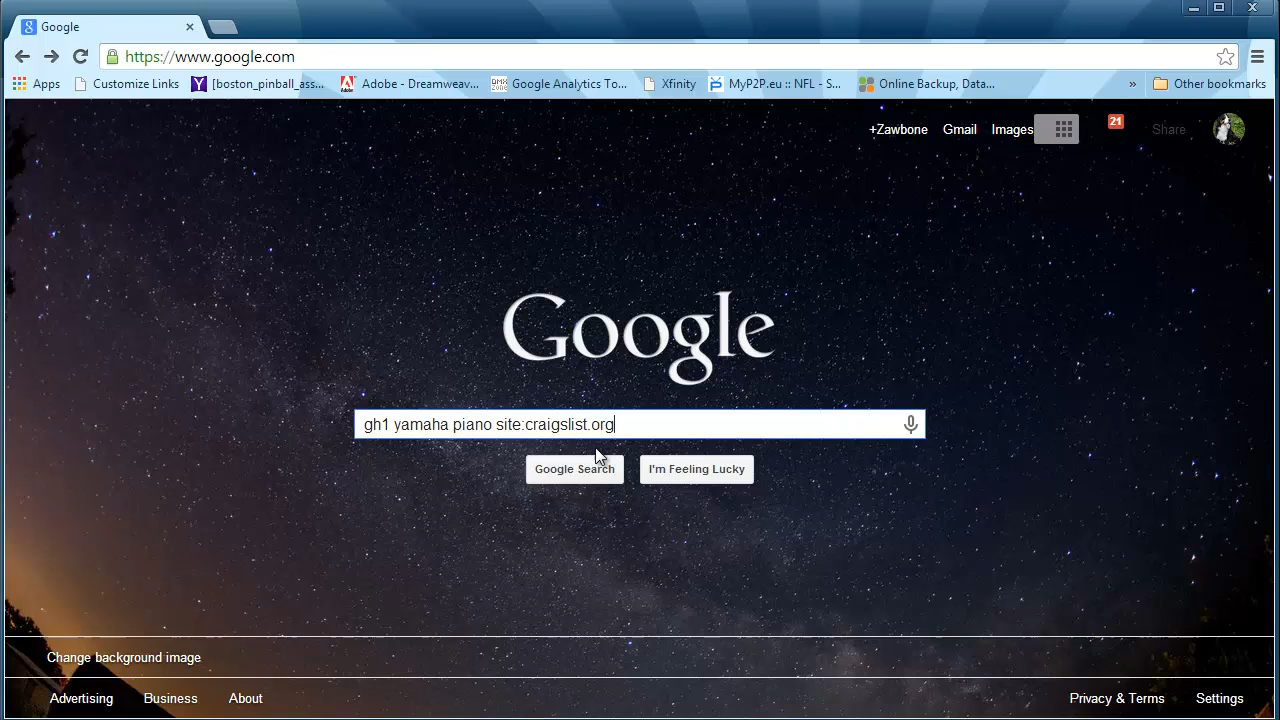 Google
https://www.google.com
Apps Customize Links [boston_pinball_ass... Adobe - Dreamweav... Google Analytics To... Xfinity MyP2P.eu :: NFL - S... Online Backup, Data... » Other bookmarks
+Zawbone Gmail Images 21 Share
Google
gh1 yamaha piano site:craigslist.org
Google Search I'm Feeling Lucky
Change background image
Advertising Business About Privacy & Terms Settings